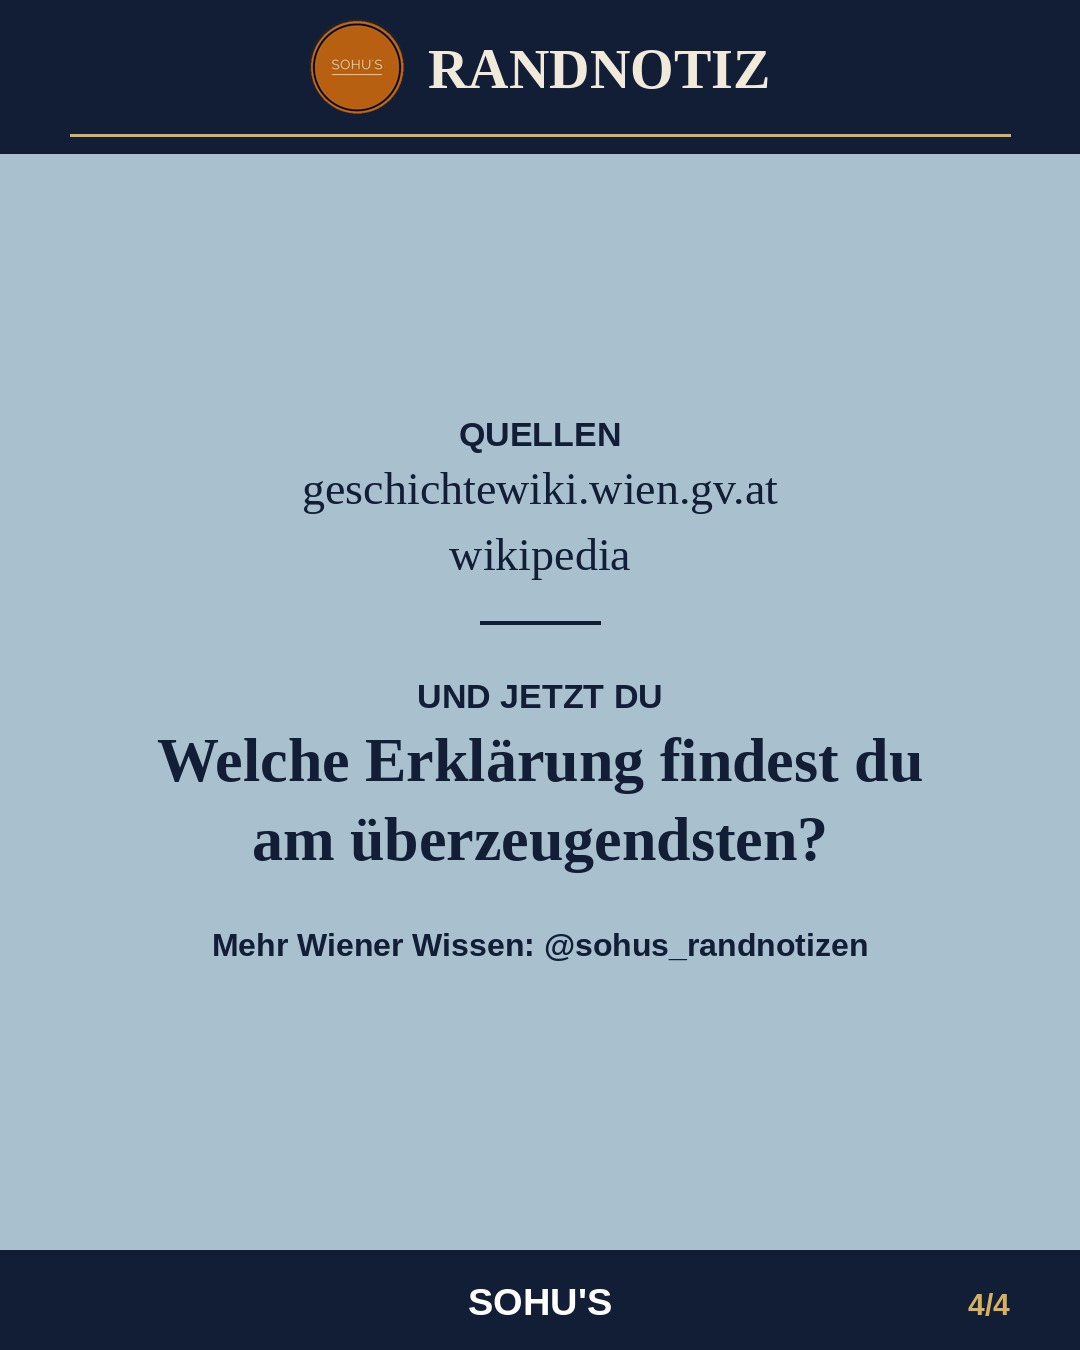 SOHU'S
RANDNOTIZ
QUELLEN
geschichtewiki.wien.gv.at
wikipedia
UND JETZT DU
Welche Erklärung findest du
am überzeugendsten?
Mehr Wiener Wissen: @sohus_randnotizen
SOHU'S
4/4